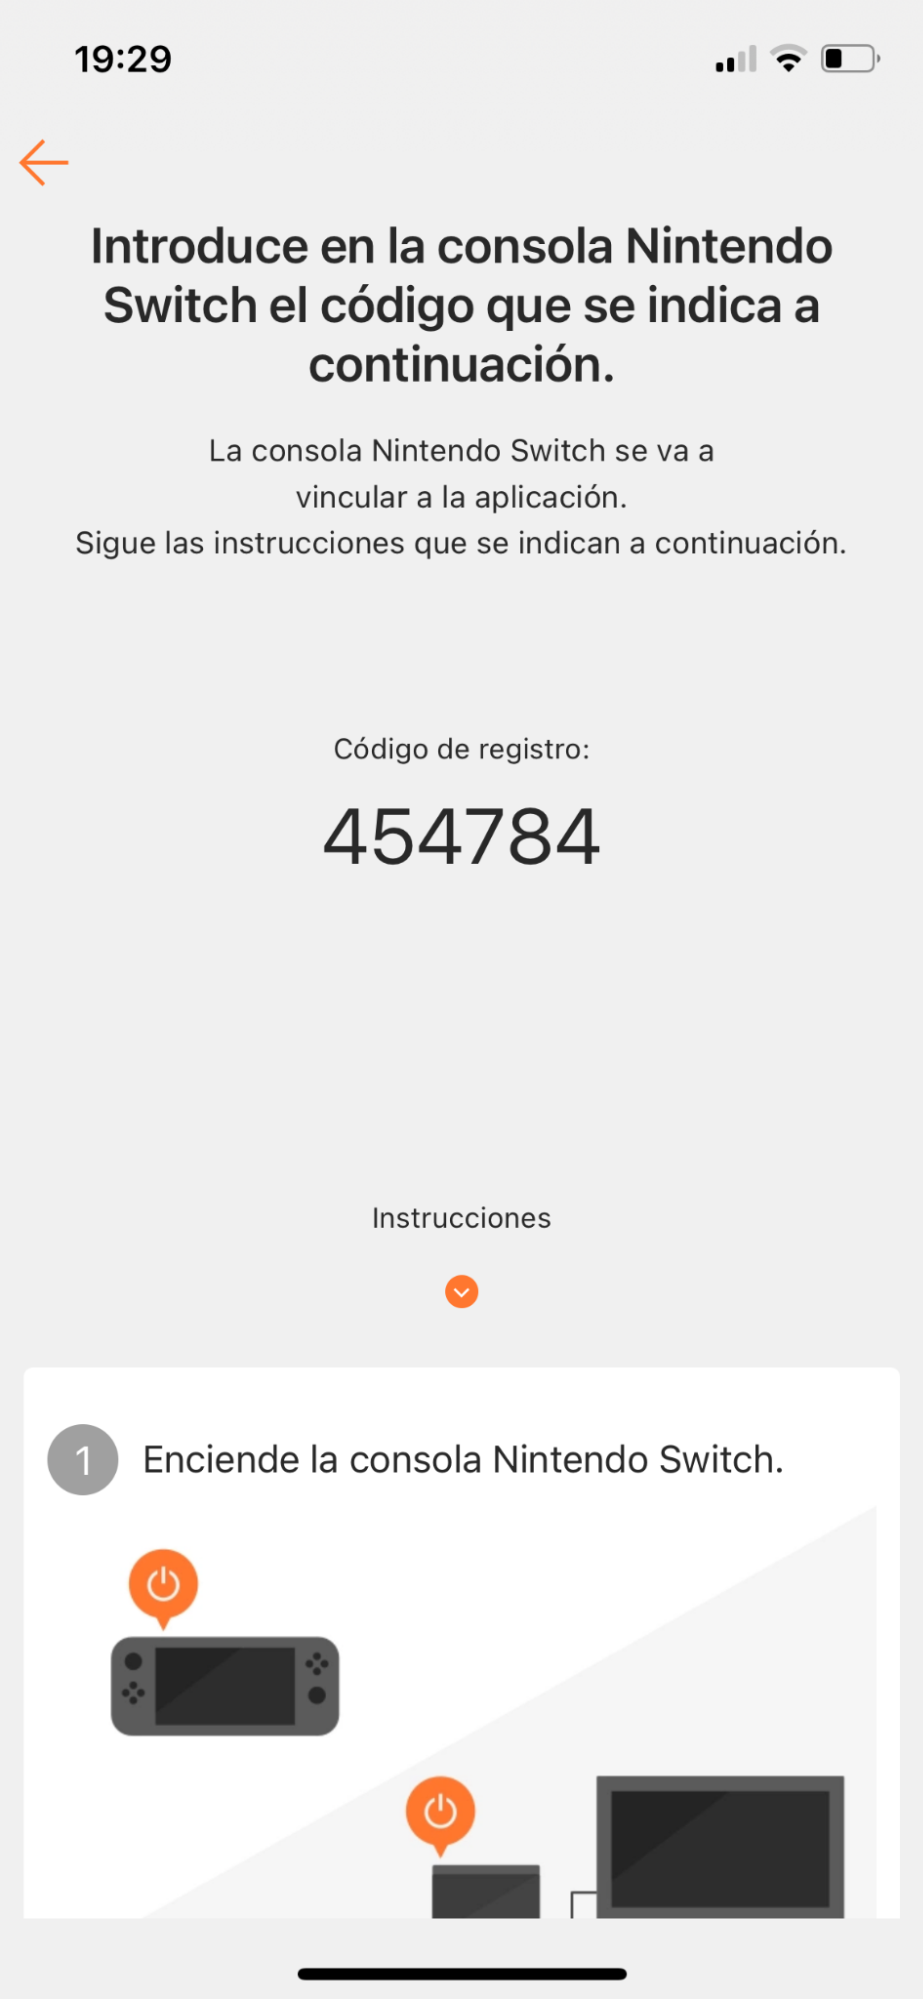 19:29
Introduce en la consola Nintendo
Switch el código que se indica a
continuación.
La consola Nintendo Switch se va a
vincular a la aplicación.
Sigue las instrucciones que se indican a continuación.
Código de registro:
454784
Instrucciones
1 Enciende la consola Nintendo Switch.